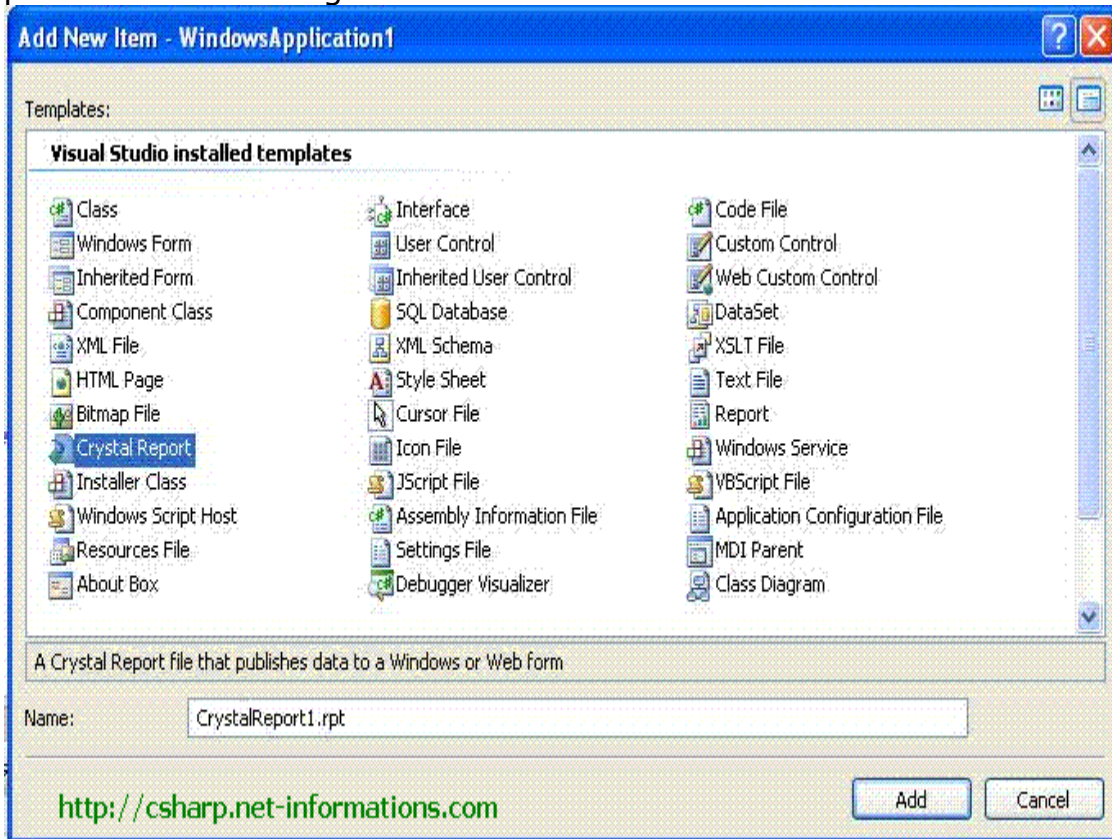 Add New Item - WindowsApplication1
Templates:
Visual Studio installed templates
Class Interface Code File
Windows Form User Control Custom Control
Inherited Form Inherited User Control Web Custom Control
Component Class SQL Database DataSet
XML File XML Schema XSLT File
HTML Page Style Sheet Text File
Bitmap File Cursor File Report
Crystal Report Icon File Windows Service
Installer Class JScript File VBScript File
Windows Script Host Assembly Information File Application Configuration File
Resources File Settings File MDI Parent
About Box Debugger Visualizer Class Diagram
A Crystal Report file that publishes data to a Windows or Web form
Name: CrystalReport1.rpt
http://csharp.net-informations.com Add Cancel